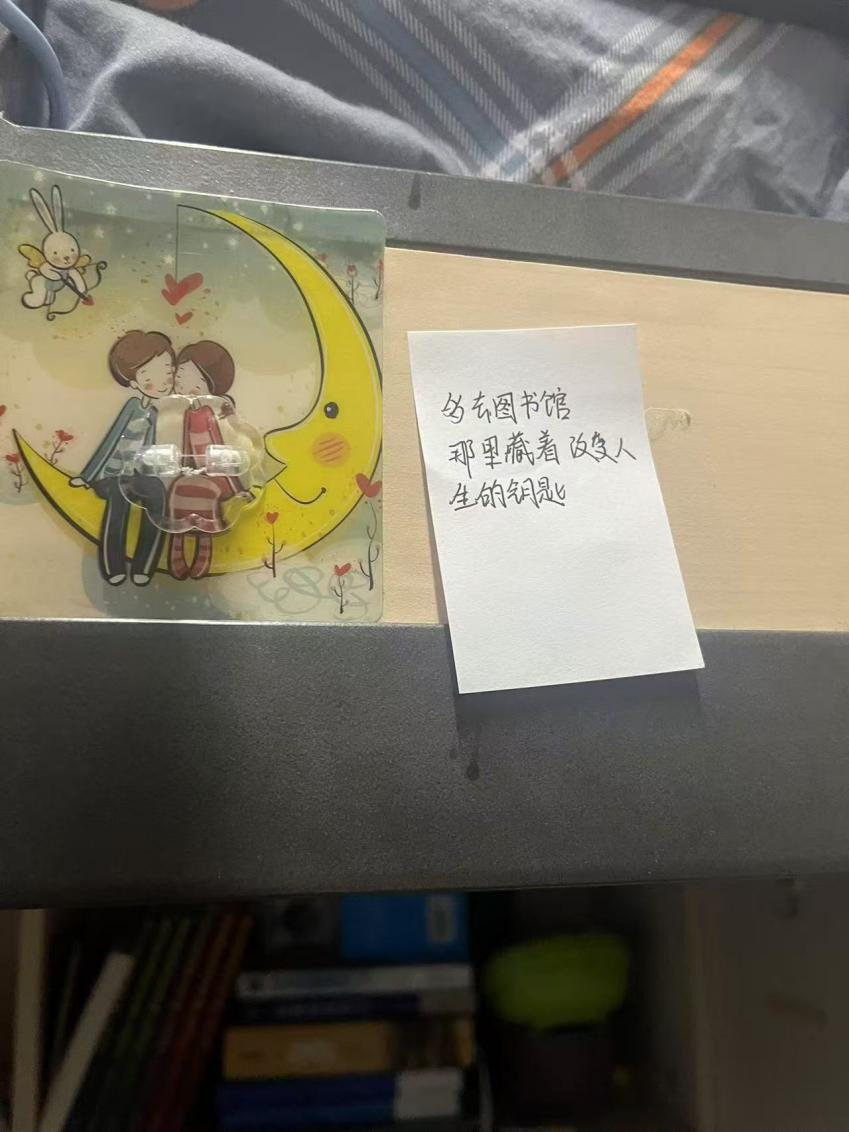 多去图书馆
那里藏着改变人
生的钥匙